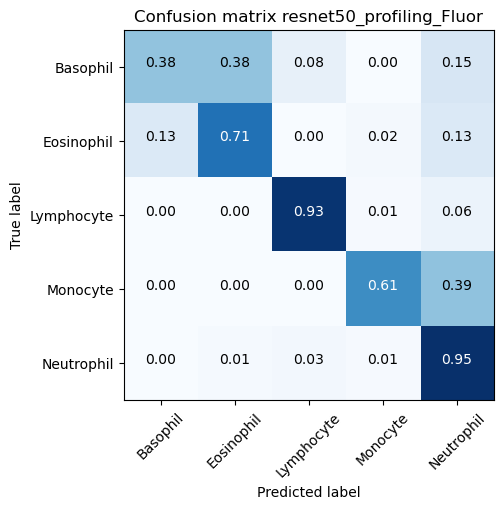 Confusion matrix resnet50_profiling_Fluor
True label
Basophil 0.38 0.38 0.08 0.00 0.15
Eosinophil 0.13 0.71 0.00 0.02 0.13
Lymphocyte 0.00 0.00 0.93 0.01 0.06
Monocyte 0.00 0.00 0.00 0.61 0.39
Neutrophil 0.00 0.01 0.03 0.01 0.95
Basophil Eosinophil Lymphocyte Monocyte Neutrophil
Predicted label